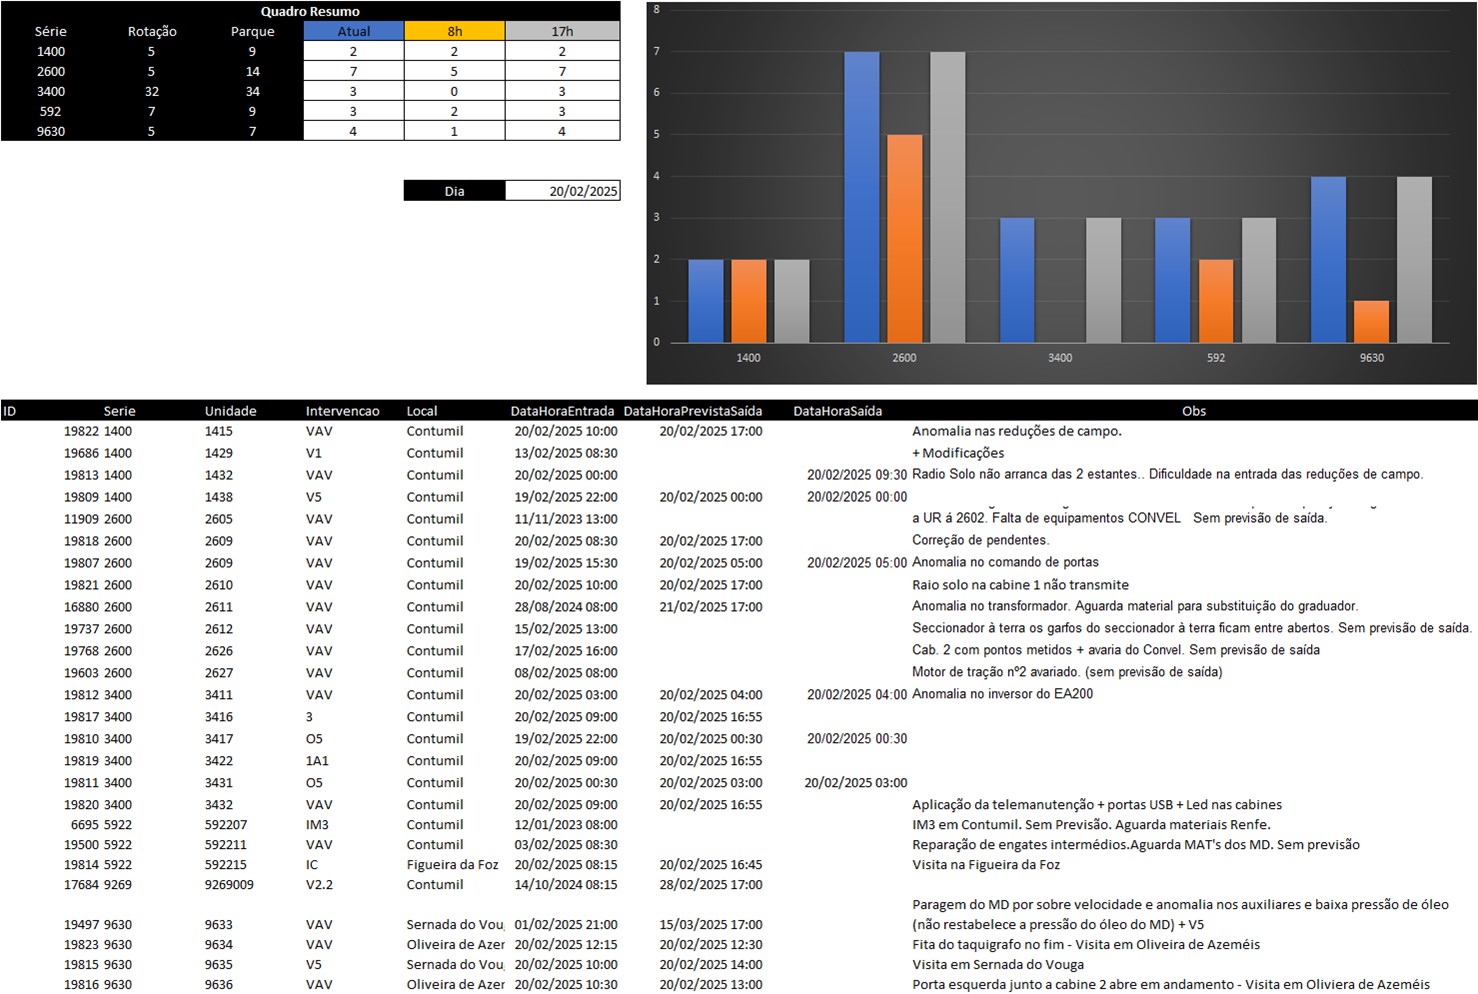 Quadro Resumo
Série Rotação Parque Atual 8h 17h
1400 5 9 2 2 2
2600 5 14 7 5 7
3400 32 34 3 0 3
592 7 9 3 2 3
9630 5 7 4 1 4
Dia 20/02/2025
8
7
6
5
4
3
2
1
0
1400 2600 3400 592 9630
ID Serie Unidade Intervencao Local DataHoraEntrada DataHoraPrevistaSaída DataHoraSaída Obs
19822 1400 1415 VAV Contumil 20/02/2025 10:00 20/02/2025 17:00 Anomalia nas reduções de campo.
19686 1400 1429 V1 Contumil 13/02/2025 08:30 + Modificações
19813 1400 1432 VAV Contumil 20/02/2025 00:00 20/02/2025 09:30 Radio Solo não arranca das 2 estantes.. Dificuldade na entrada das reduções de campo.
19809 1400 1438 V5 Contumil 19/02/2025 22:00 20/02/2025 00:00 20/02/2025 00:00
11909 2600 2605 VAV Contumil 11/11/2023 13:00 a UR á 2602. Falta de equipamentos CONVEL Sem previsão de saída.
19818 2600 2609 VAV Contumil 20/02/2025 08:30 20/02/2025 17:00 Correção de pendentes.
19807 2600 2609 VAV Contumil 19/02/2025 15:30 20/02/2025 05:00 20/02/2025 05:00 Anomalia no comando de portas
19821 2600 2610 VAV Contumil 20/02/2025 10:00 20/02/2025 17:00 Raio solo na cabine 1 não transmite
16880 2600 2611 VAV Contumil 28/08/2024 08:00 21/02/2025 17:00 Anomalia no transformador. Aguarda material para substituição do graduador.
19737 2600 2612 VAV Contumil 15/02/2025 13:00 Seccionador à terra os garfos do seccionador à terra ficam entre abertos. Sem previsão de saída.
19768 2600 2626 VAV Contumil 17/02/2025 16:00 Cab. 2 com pontos metidos + avaria do Convel. Sem previsão de saída
19603 2600 2627 VAV Contumil 08/02/2025 08:00 Motor de tração nº2 avariado. (sem previsão de saída)
19812 3400 3411 VAV Contumil 20/02/2025 03:00 20/02/2025 04:00 20/02/2025 04:00 Anomalia no inversor do EA200
19817 3400 3416 3 Contumil 20/02/2025 09:00 20/02/2025 16:55
19810 3400 3417 O5 Contumil 19/02/2025 22:00 20/02/2025 00:30 20/02/2025 00:30
19819 3400 3422 1A1 Contumil 20/02/2025 09:00 20/02/2025 16:55
19811 3400 3431 O5 Contumil 20/02/2025 00:30 20/02/2025 03:00 20/02/2025 03:00
19820 3400 3432 VAV Contumil 20/02/2025 09:00 20/02/2025 16:55 Aplicação da telemanutenção + portas USB + Led nas cabines
6695 5922 592207 IM3 Contumil 12/01/2023 08:00 IM3 em Contumil. Sem Previsão. Aguarda materiais Renfe.
19500 5922 592211 VAV Contumil 03/02/2025 08:30 Reparação de engates intermédios.Aguarda MAT's dos MD. Sem previsão
19814 5922 592215 IC Figueira da Foz 20/02/2025 08:15 20/02/2025 16:45 Visita na Figueira da Foz
17684 9269 9269009 V2.2 Contumil 14/10/2024 08:15 28/02/2025 17:00
Paragem do MD por sobre velocidade e anomalia nos auxiliares e baixa pressão de óleo
19497 9630 9633 VAV Sernada do Vou 01/02/2025 21:00 15/03/2025 17:00 (não restabelece a pressão do óleo do MD) + V5
19823 9630 9634 VAV Oliveira de Azer 20/02/2025 12:15 20/02/2025 12:30 Fita do taquigrafo no fim - Visita em Oliveira de Azeméis
19815 9630 9635 V5 Sernada do Vou 20/02/2025 10:00 20/02/2025 14:00 Visita em Sernada do Vouga
19816 9630 9636 VAV Oliveira de Azer 20/02/2025 10:30 20/02/2025 13:00 Porta esquerda junto a cabine 2 abre em andamento - Visita em Oliviera de Azeméis